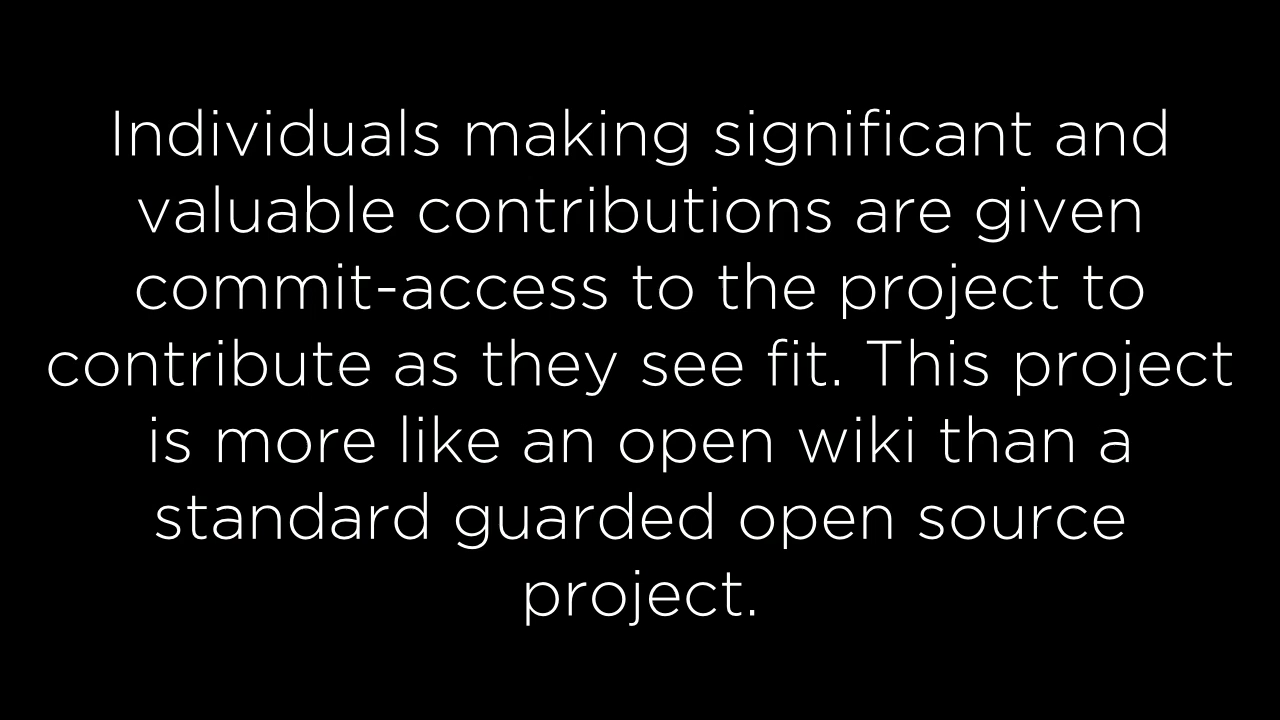 Individuals making significant and
valuable contributions are given
commit-access to the project to
contribute as they see fit. This project
is more like an open wiki than a
standard guarded open source
project.